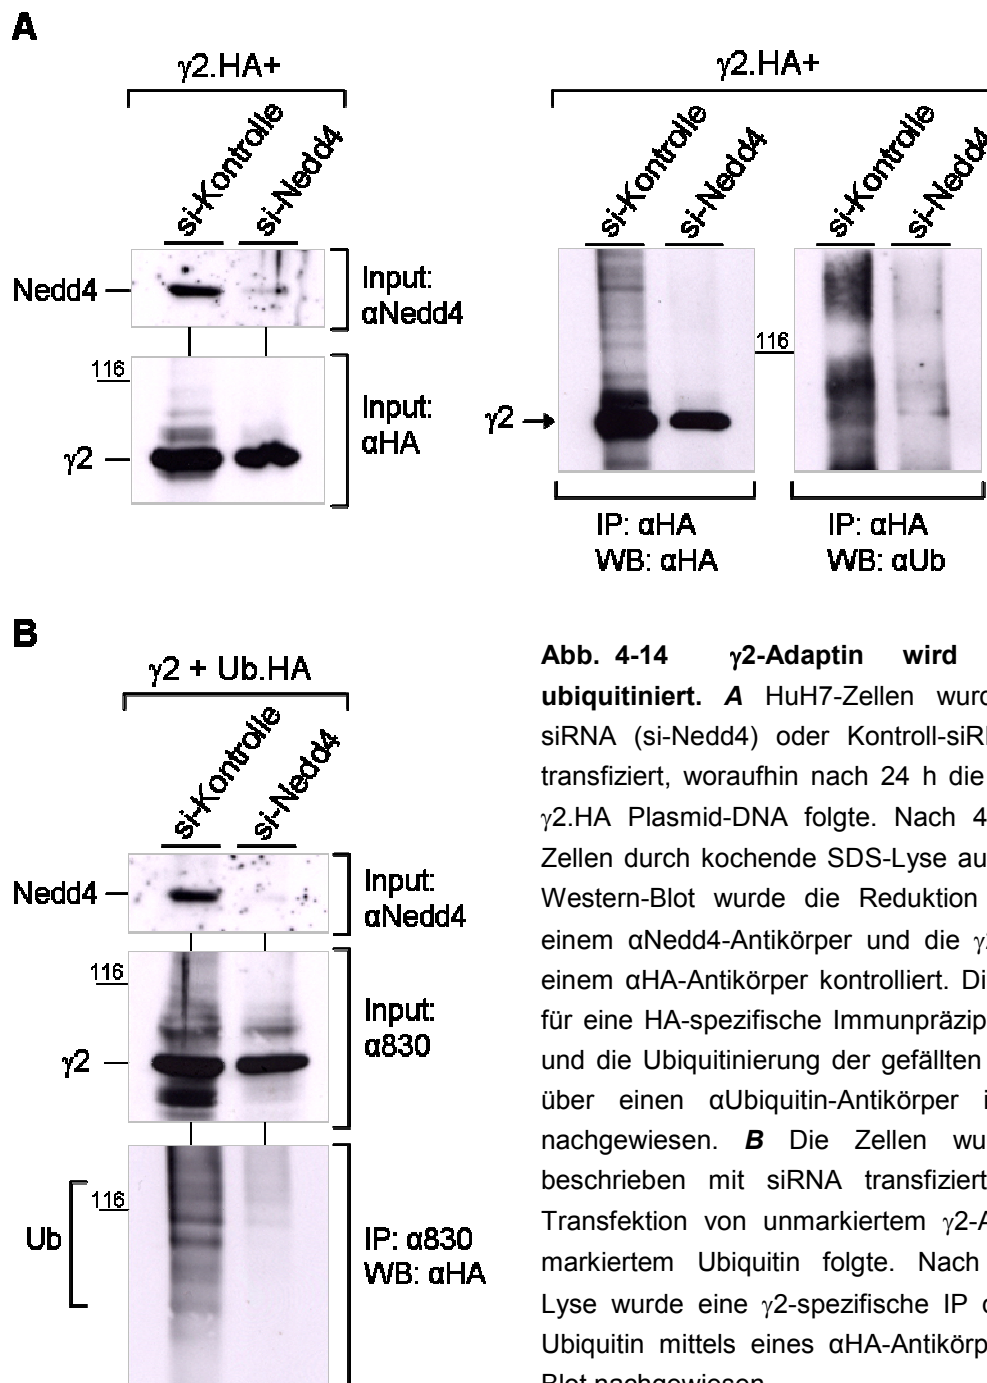 A
γ2.HA+
si-Kontrolle
si-Nedd4
Nedd4
Input:
αNedd4
116
γ2
Input:
αHA
γ2.HA+
si-Kontrolle
si-Nedd4
si-Kontrolle
si-Nedd4
116
γ2
IP: αHA
WB: αHA
IP: αHA
WB: αUb
B
γ2 + Ub.HA
si-Kontrolle
si-Nedd4
Nedd4
Input:
αNedd4
116
γ2
Input:
α830
116
Ub
IP: α830
WB: αHA
Abb. 4-14 γ2-Adaptin wird
ubiquitiniert. A HuH7-Zellen wurd
siRNA (si-Nedd4) oder Kontroll-siR
transfiziert, woraufhin nach 24 h die
γ2.HA Plasmid-DNA folgte. Nach 4
Zellen durch kochende SDS-Lyse au
Western-Blot wurde die Reduktion
einem αNedd4-Antikörper und die γ
einem αHA-Antikörper kontrolliert. Di
für eine HA-spezifische Immunpräzip
und die Ubiquitinierung der gefällten
über einen αUbiquitin-Antikörper i
nachgewiesen. B Die Zellen wu
beschrieben mit siRNA transfiziert
Transfektion von unmarkiertem γ2-A
markiertem Ubiquitin folgte. Nach
Lyse wurde eine γ2-spezifische IP
Ubiquitin mittels eines αHA-Antikörp
Blot nachgewiesen